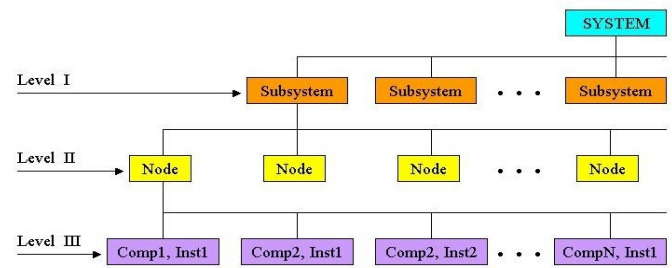 SYSTEM
Level I
Subsystem Subsystem • • • Subsystem
Level II
Node Node Node • • • Node
Level III
Comp1, Inst1 Comp2, Inst1 Comp2, Inst2 • • • CompN, Inst1